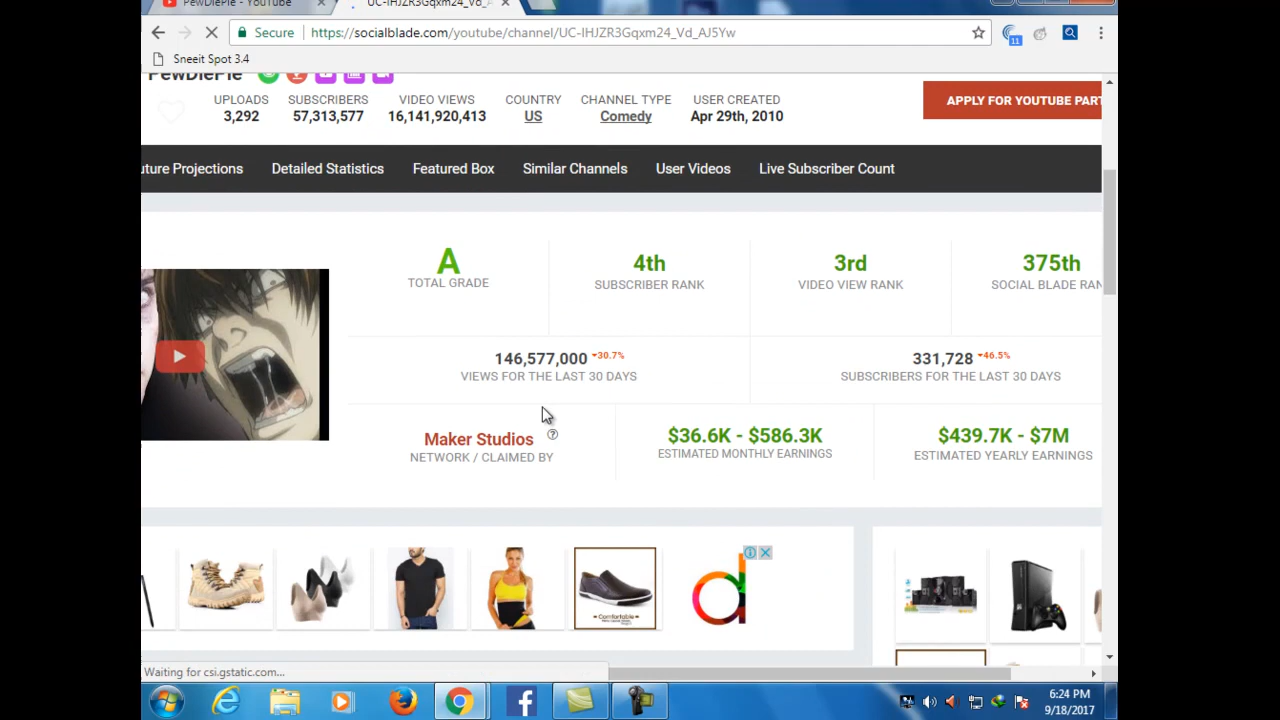 PewDiePie - YouTube
UC-lHJZR3Gqxm24_Vd_A
Secure
https://socialblade.com/youtube/channel/UC-lHJZR3Gqxm24_Vd_AJ5Yw
11
Sneeit Spot 3.4
PewDiePie
UPLOADS SUBSCRIBERS VIDEO VIEWS COUNTRY CHANNEL TYPE USER CREATED
3,292 57,313,577 16,141,920,413 US Comedy Apr 29th, 2010
APPLY FOR YOUTUBE PART
uture Projections Detailed Statistics Featured Box Similar Channels User Videos Live Subscriber Count
A 4th 3rd 375th
TOTAL GRADE SUBSCRIBER RANK VIDEO VIEW RANK SOCIAL BLADE RAN
146,577,000 30.7% 331,728 46.5%
VIEWS FOR THE LAST 30 DAYS SUBSCRIBERS FOR THE LAST 30 DAYS
Maker Studios $36.6K - $586.3K $439.7K - $7M
NETWORK / CLAIMED BY ESTIMATED MONTHLY EARNINGS ESTIMATED YEARLY EARNINGS
Comfortable
Waiting for csi.gstatic.com...
6:24 PM
9/18/2017